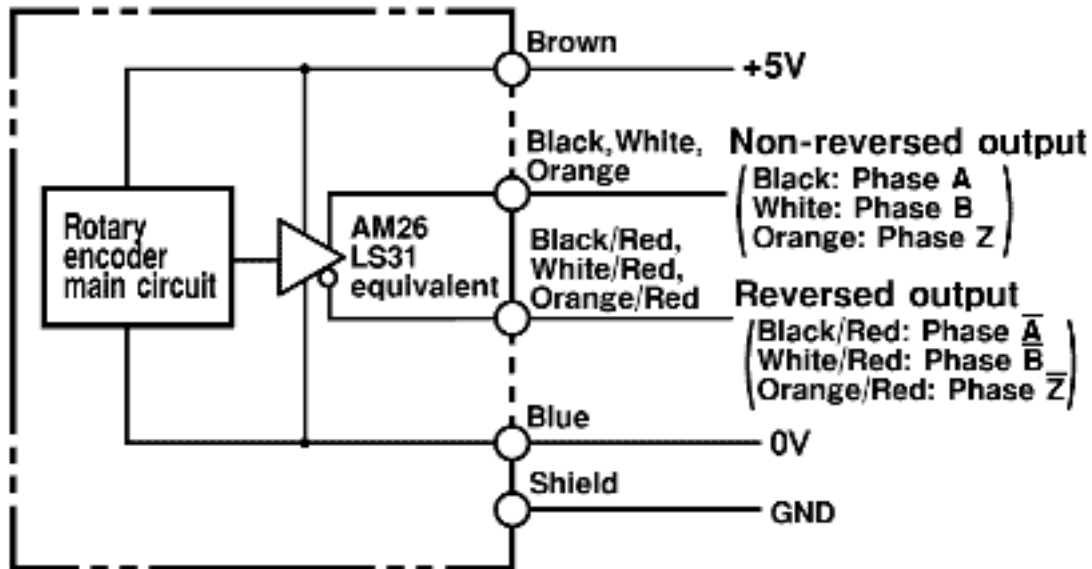 Brown
+5V
Black,White,
Orange
Non-reversed output
Black: Phase A
White: Phase B
Orange: Phase Z
Rotary
encoder
main circuit
AM26
LS31
equivalent
Black/Red,
White/Red,
Orange/Red
Reversed output
Black/Red: Phase A̅
White/Red: Phase B̅
Orange/Red: Phase Z̅
Blue
0V
Shield
GND